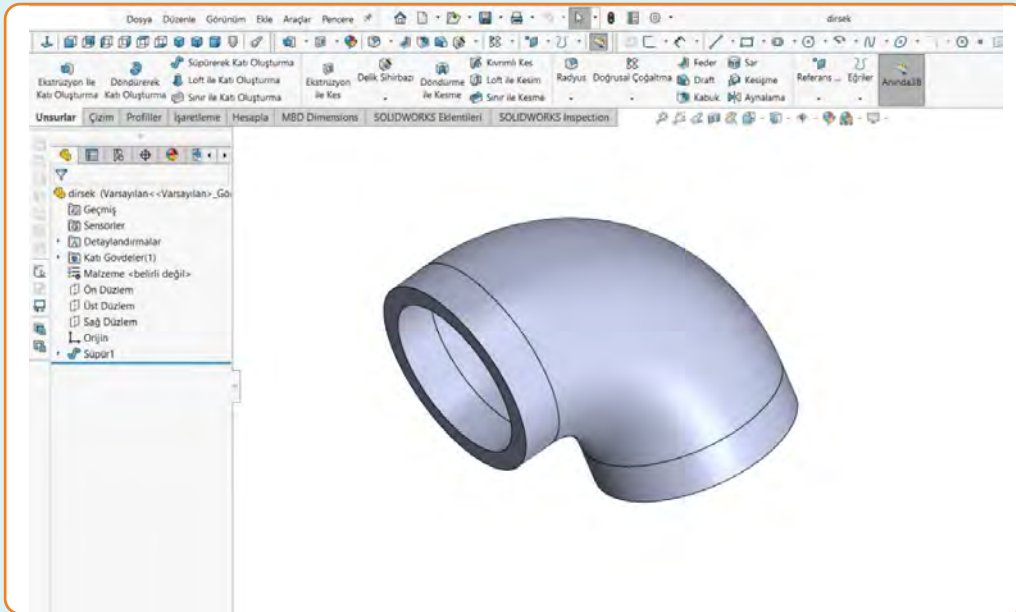 Dosya Düzenle Görünüm Ekle Araçlar Pencere dirsek
Süpürerek Katı Oluşturma Kıvrımlı Kes Feder Sar
Ekstrüzyon ile Katı Oluşturma Döndürerek Katı Oluşturma Loft ile Katı Oluşturma Ekstrüzyon ile Kes Delik Sihirbazı Döndürme ile Kesme Loft ile Kesim Radyus Doğrusal Çoğaltma Draft Kesişme Referans ... Eğriler Anında3B
Sınır ile Katı Oluşturma Sınır ile Kesme Kabuk Aynalama
Unsurlar Çizim Profiller İşaretleme Hesapla MBD Dimensions SOLIDWORKS Eklentileri SOLIDWORKS Inspection
dirsek (Varsayılan<<Varsayılan>_Gö
Geçmiş
Sensörler
Detaylandırmalar
Katı Gövdeler(1)
Malzeme <belirli değil>
Ön Düzlem
Üst Düzlem
Sağ Düzlem
Orijin
Süpür1